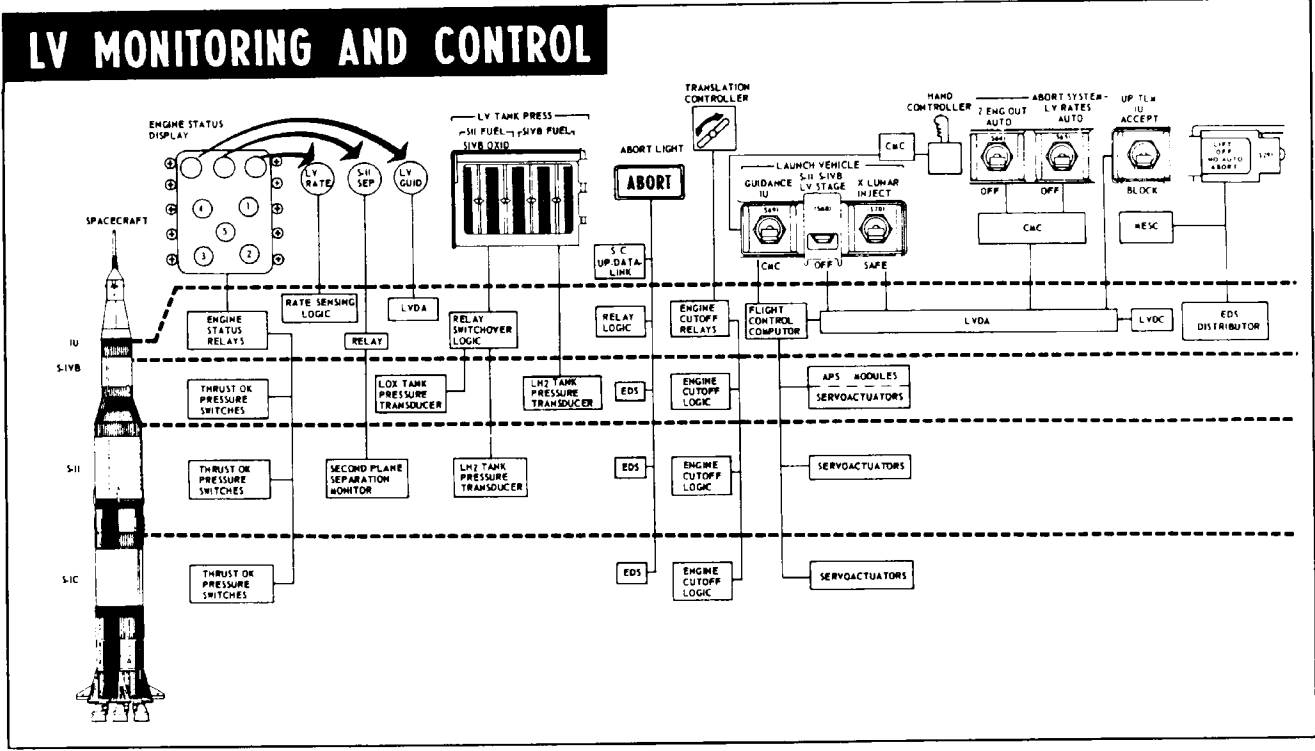 LV MONITORING AND CONTROL
ENGINE STATUS
DISPLAY
LV
RATE
S-II
SEP
LV
GUID
4
1
5
3
2
LV TANK PRESS
SII FUEL
SIVB FUEL
SIVB OXID
ABORT LIGHT
ABORT
TRANSLATION
CONTROLLER
HAND
CONTROLLER
CMC
LAUNCH VEHICLE
GUIDANCE
IU
S-II S-IVB
LV STAGE
X LUNAR
INJECT
CMC
OFF
SAFE
ABORT SYSTEM-
2 ENG OUT
AUTO
LV RATES
AUTO
OFF
OFF
CMC
UP TLM
IU
ACCEPT
BLOCK
LIFT
OFF
NO AUTO
ABORT
MESC
SPACECRAFT
S C
UP-DATA-
LINK
ENGINE
STATUS
RELAYS
RATE SENSING
LOGIC
RELAY
LVDA
RELAY
SWITCHOVER
LOGIC
RELAY
LOGIC
ENGINE
CUTOFF
RELAYS
FLIGHT
CONTROL
COMPUTOR
LVDA
LVDC
EDS
DISTRIBUTOR
IU
S-IVB
THRUST OK
PRESSURE
SWITCHES
LOX TANK
PRESSURE
TRANSDUCER
LH2 TANK
PRESSURE
TRANSDUCER
EDS
ENGINE
CUTOFF
LOGIC
APS MODULES
SERVOACTUATORS
S-II
THRUST OK
PRESSURE
SWITCHES
SECOND PLANE
SEPARATION
MONITOR
LH2 TANK
PRESSURE
TRANSDUCER
EDS
ENGINE
CUTOFF
LOGIC
SERVOACTUATORS
S-IC
THRUST OK
PRESSURE
SWITCHES
EDS
ENGINE
CUTOFF
LOGIC
SERVOACTUATORS